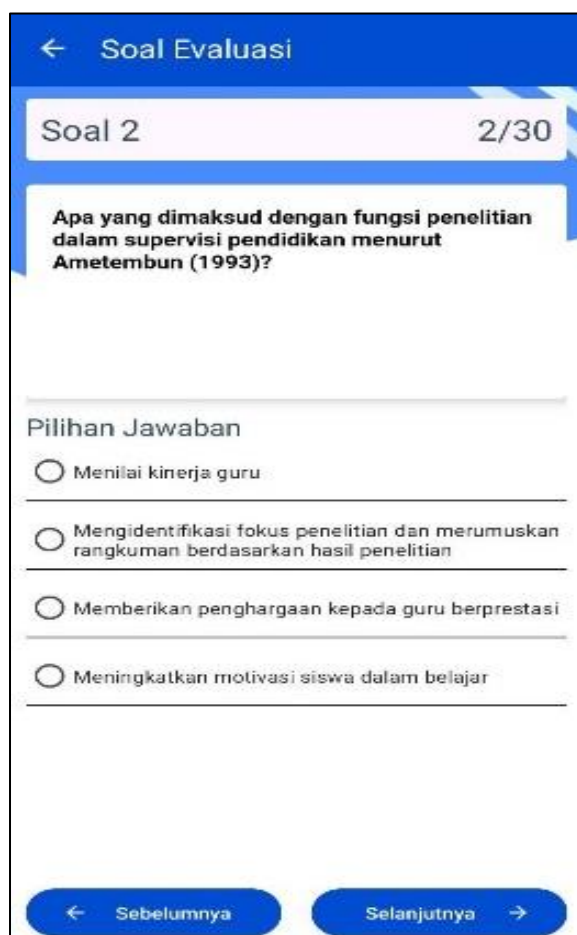 ← Soal Evaluasi
Soal 2 2/30
Apa yang dimaksud dengan fungsi penelitian
dalam supervisi pendidikan menurut
Ametembun (1993)?
Pilihan Jawaban
Menilai kinerja guru
Mengidentifikasi fokus penelitian dan merumuskan
rangkuman berdasarkan hasil penelitian
Memberikan penghargaan kepada guru berprestasi
Meningkatkan motivasi siswa dalam belajar
← Sebelumnya Selanjutnya →